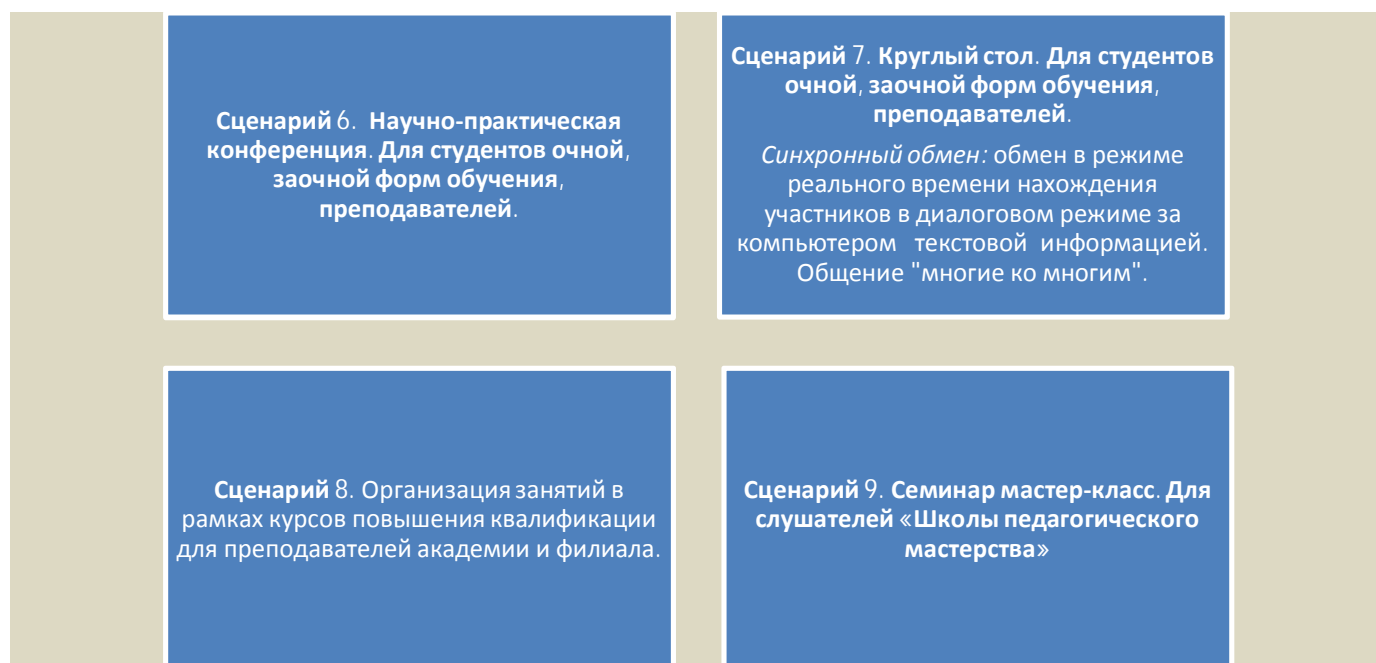 Сценарий 6. Научно-практическая
конференция. Для студентов очной,
заочной форм обучения,
преподавателей.
Сценарий 7. Круглый стол. Для студентов
очной, заочной форм обучения,
преподавателей.
Синхронный обмен: обмен в режиме
реального времени нахождения
участников в диалоговом режиме за
компьютером текстовой информацией.
Общение "многие ко многим".
Сценарий 8. Организация занятий в
рамках курсов повышения квалификации
для преподавателей академии и филиала.
Сценарий 9. Семинар мастер-класс. Для
слушателей «Школы педагогического
мастерства»